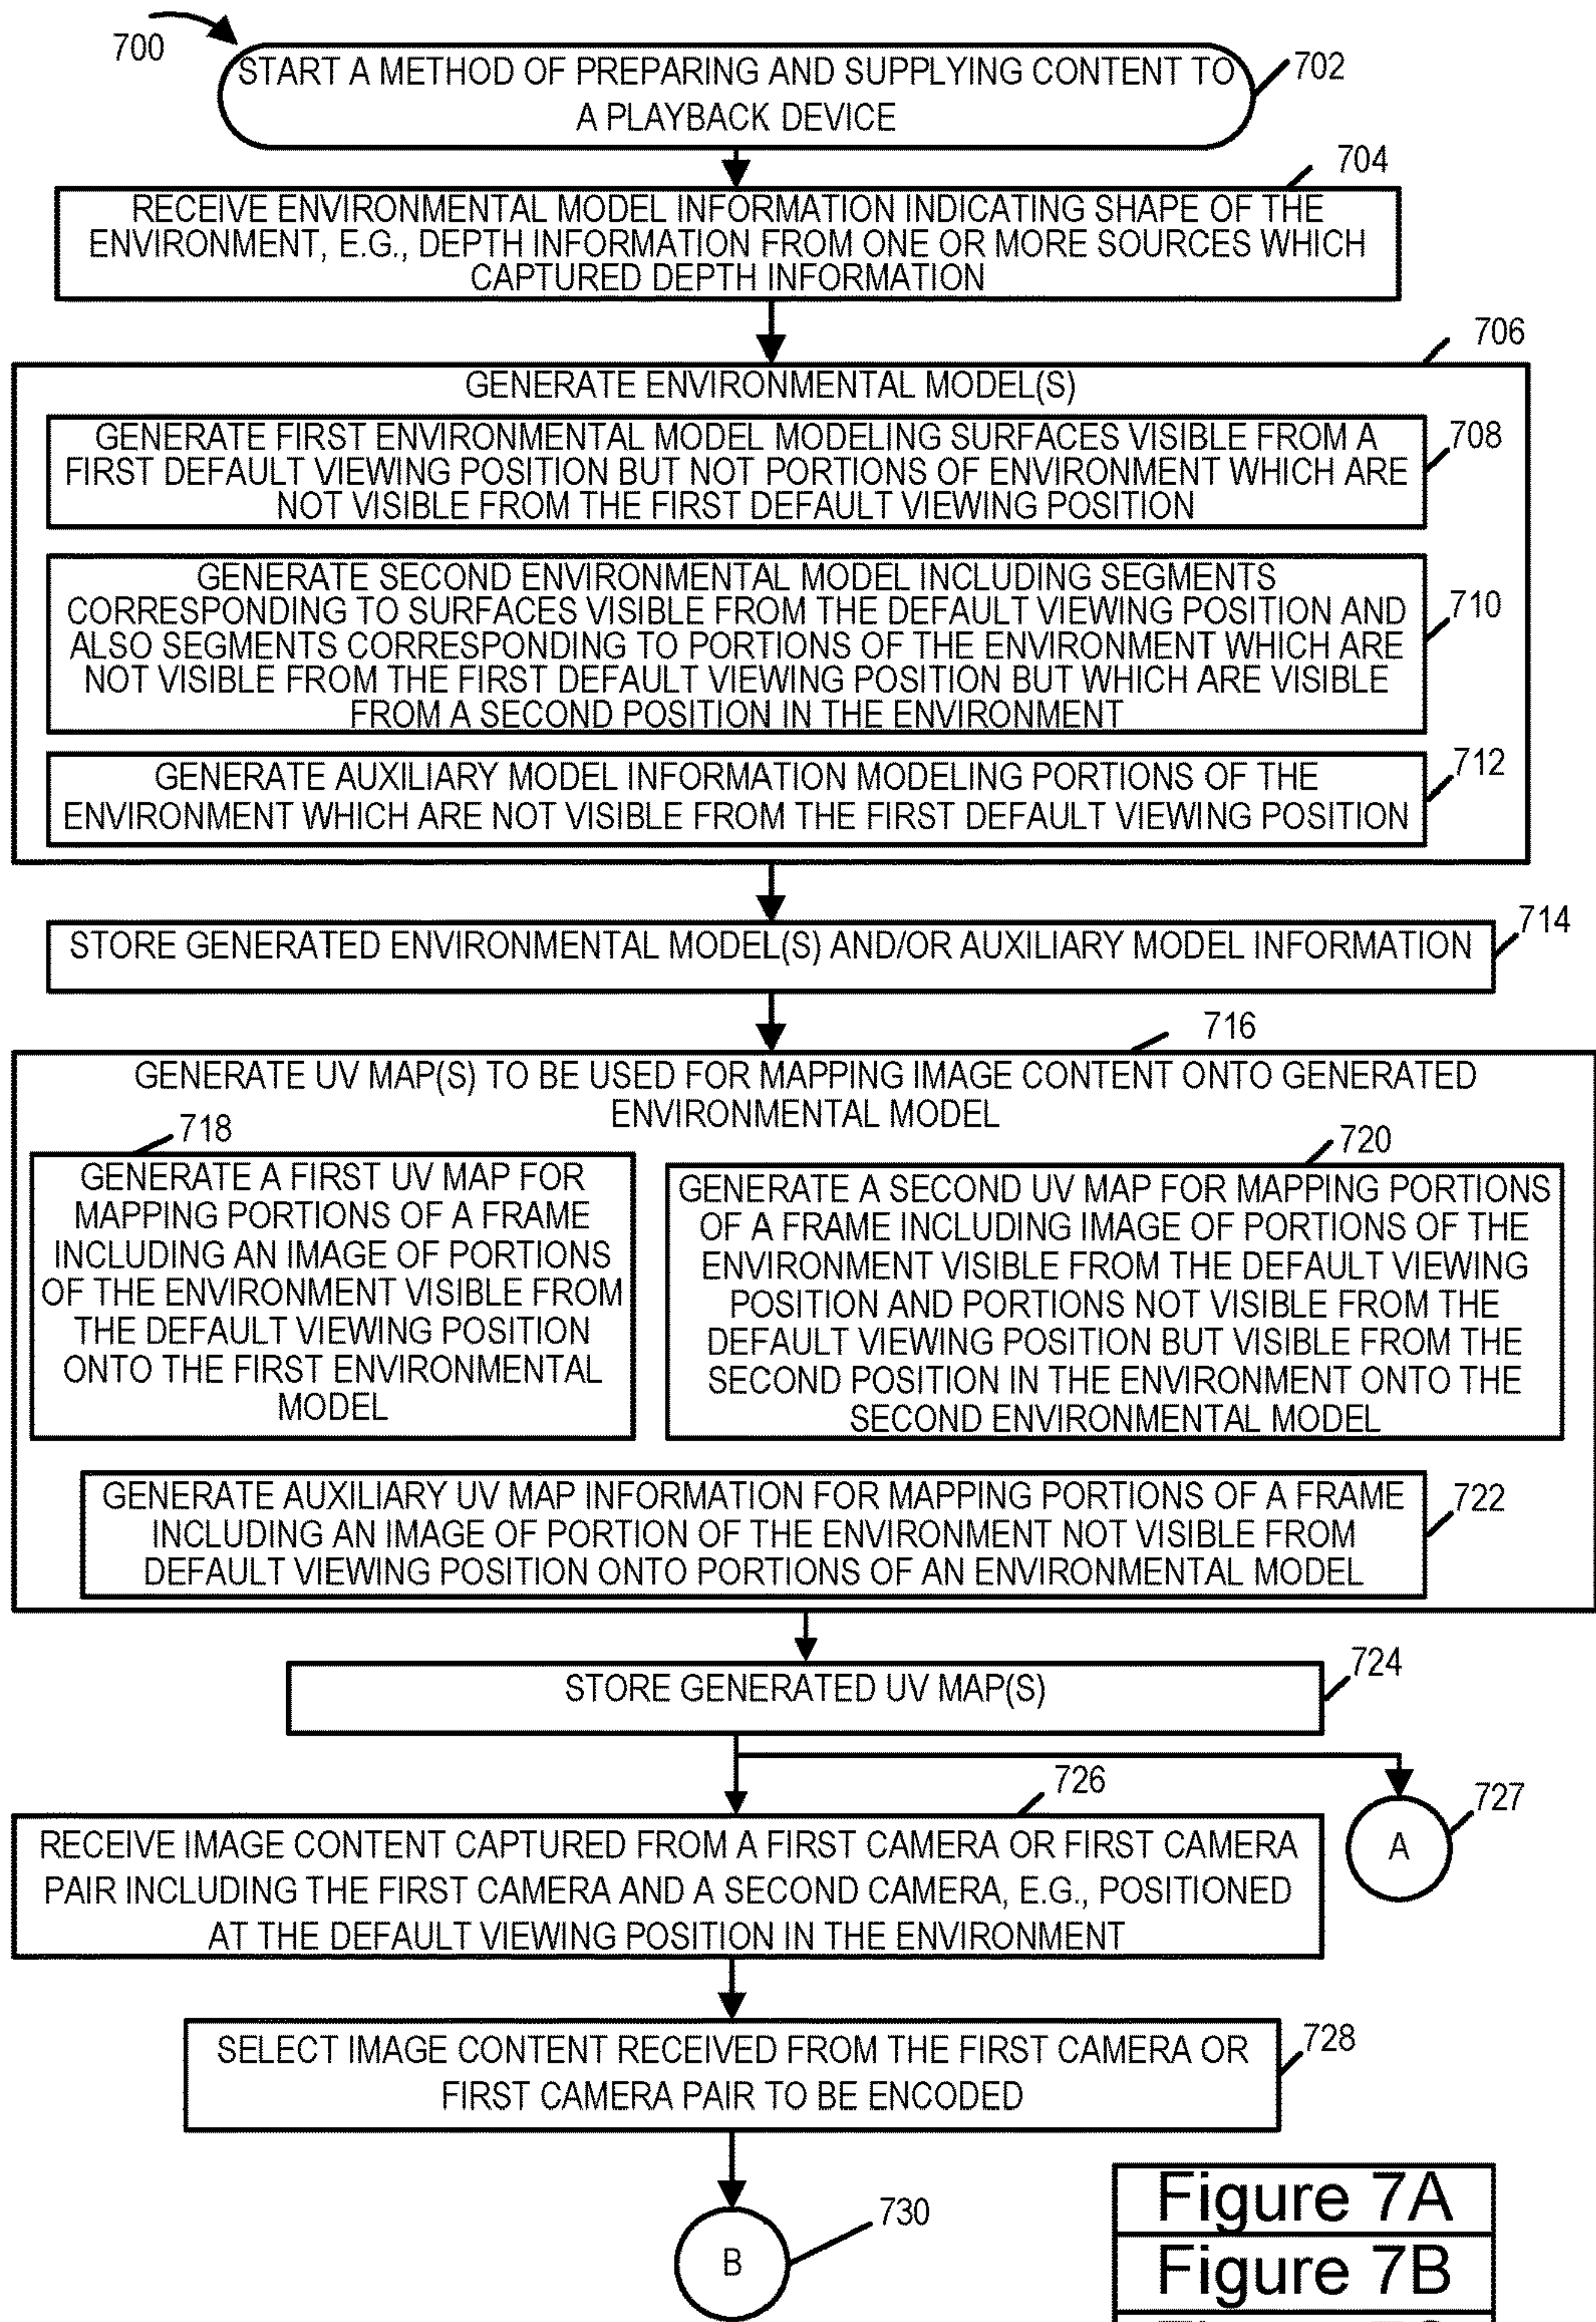 700
START A METHOD OF PREPARING AND SUPPLYING CONTENT TO
A PLAYBACK DEVICE
702
704
RECEIVE ENVIRONMENTAL MODEL INFORMATION INDICATING SHAPE OF THE
ENVIRONMENT, E.G., DEPTH INFORMATION FROM ONE OR MORE SOURCES WHICH
CAPTURED DEPTH INFORMATION
706
GENERATE ENVIRONMENTAL MODEL(S)
GENERATE FIRST ENVIRONMENTAL MODEL MODELING SURFACES VISIBLE FROM A
FIRST DEFAULT VIEWING POSITION BUT NOT PORTIONS OF ENVIRONMENT WHICH ARE
NOT VISIBLE FROM THE FIRST DEFAULT VIEWING POSITION
708
GENERATE SECOND ENVIRONMENTAL MODEL INCLUDING SEGMENTS
CORRESPONDING TO SURFACES VISIBLE FROM THE DEFAULT VIEWING POSITION AND
ALSO SEGMENTS CORRESPONDING TO PORTIONS OF THE ENVIRONMENT WHICH ARE
NOT VISIBLE FROM THE FIRST DEFAULT VIEWING POSITION BUT WHICH ARE VISIBLE
FROM A SECOND POSITION IN THE ENVIRONMENT
710
GENERATE AUXILIARY MODEL INFORMATION MODELING PORTIONS OF THE
ENVIRONMENT WHICH ARE NOT VISIBLE FROM THE FIRST DEFAULT VIEWING POSITION
712
STORE GENERATED ENVIRONMENTAL MODEL(S) AND/OR AUXILIARY MODEL INFORMATION
714
716
GENERATE UV MAP(S) TO BE USED FOR MAPPING IMAGE CONTENT ONTO GENERATED
ENVIRONMENTAL MODEL
718
GENERATE A FIRST UV MAP FOR
MAPPING PORTIONS OF A FRAME
INCLUDING AN IMAGE OF PORTIONS
OF THE ENVIRONMENT VISIBLE FROM
THE DEFAULT VIEWING POSITION
ONTO THE FIRST ENVIRONMENTAL
MODEL
720
GENERATE A SECOND UV MAP FOR MAPPING PORTIONS
OF A FRAME INCLUDING IMAGE OF PORTIONS OF THE
ENVIRONMENT VISIBLE FROM THE DEFAULT VIEWING
POSITION AND PORTIONS NOT VISIBLE FROM THE
DEFAULT VIEWING POSITION BUT VISIBLE FROM THE
SECOND POSITION IN THE ENVIRONMENT ONTO THE
SECOND ENVIRONMENTAL MODEL
GENERATE AUXILIARY UV MAP INFORMATION FOR MAPPING PORTIONS OF A FRAME
INCLUDING AN IMAGE OF PORTION OF THE ENVIRONMENT NOT VISIBLE FROM
DEFAULT VIEWING POSITION ONTO PORTIONS OF AN ENVIRONMENTAL MODEL
722
STORE GENERATED UV MAP(S)
724
726
RECEIVE IMAGE CONTENT CAPTURED FROM A FIRST CAMERA OR FIRST CAMERA
PAIR INCLUDING THE FIRST CAMERA AND A SECOND CAMERA, E.G., POSITIONED
AT THE DEFAULT VIEWING POSITION IN THE ENVIRONMENT
727
A
SELECT IMAGE CONTENT RECEIVED FROM THE FIRST CAMERA OR
FIRST CAMERA PAIR TO BE ENCODED
728
730
B
Figure 7A
Figure 7B